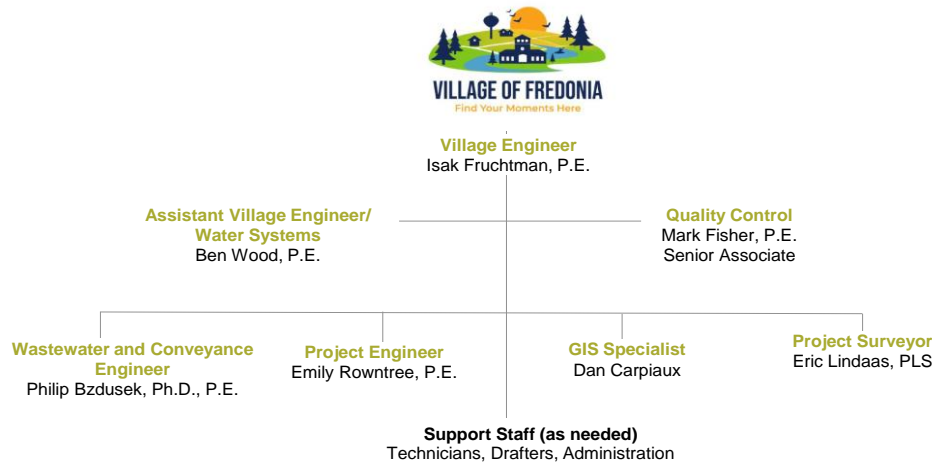 VILLAGE OF FREDONIA
Find Your Moments Here
Village Engineer
Isak Fruchtman, P.E.
Assistant Village Engineer/
Water Systems
Ben Wood, P.E.
Quality Control
Mark Fisher, P.E.
Senior Associate
Wastewater and Conveyance
Engineer
Philip Bzdusek, Ph.D., P.E.
Project Engineer
Emily Rowntree, P.E.
GIS Specialist
Dan Carpiaux
Project Surveyor
Eric Lindaas, PLS
Support Staff (as needed)
Technicians, Drafters, Administration